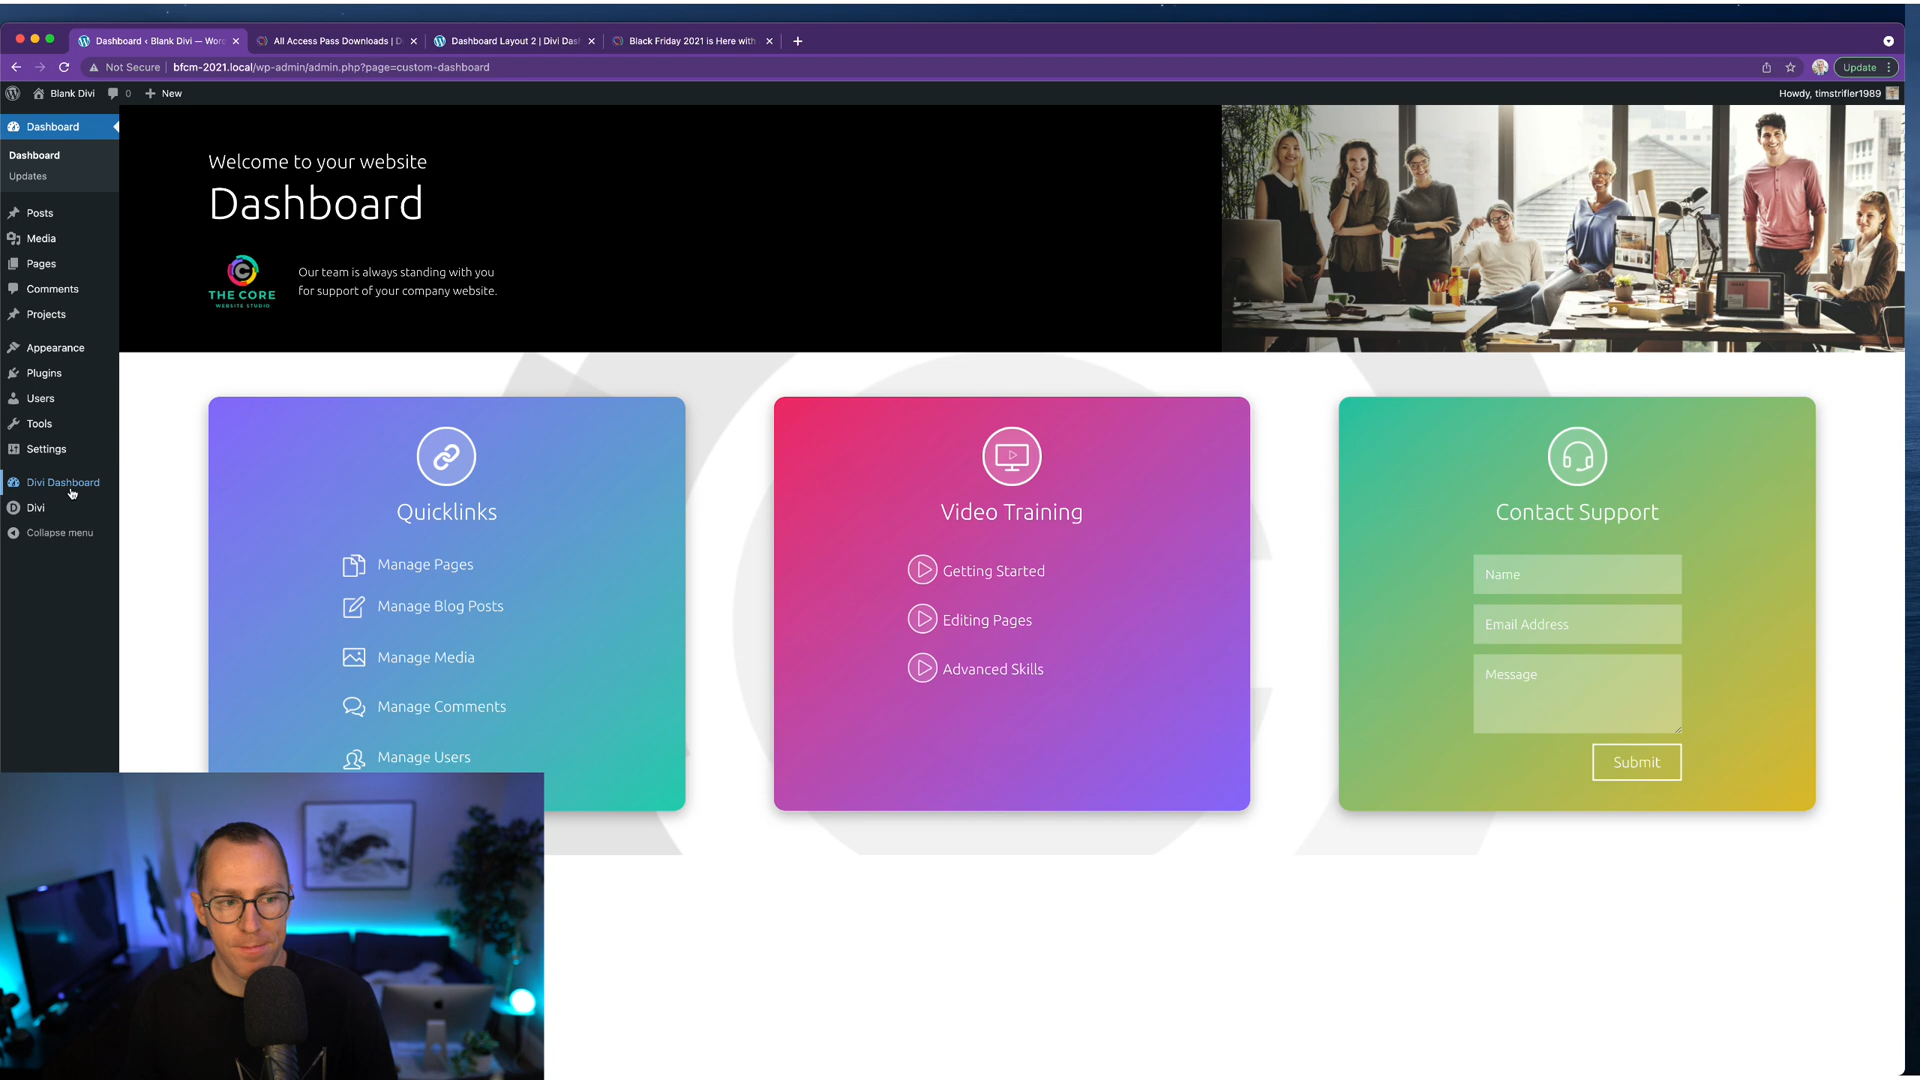 Dashboard ‹ Blank Divi — Wor
All Access Pass Downloads | D
Dashboard Layout 2 | Divi Das
Black Friday 2021 is Here with
Not Secure
bfcm-2021.local/wp-admin/admin.php?page=custom-dashboard
Update
Blank Divi
0
New
Howdy, timstrifler1989
Dashboard
Dashboard
Updates
Posts
Media
Pages
Comments
Projects
Appearance
Plugins
Users
Tools
Settings
Divi Dashboard
Divi
Collapse menu
Welcome to your website
Dashboard
THE CORE
WEBSITE STUDIO
Our team is always standing with you
for support of your company website.
Quicklinks
Manage Pages
Manage Blog Posts
Manage Media
Manage Comments
Manage Users
Video Training
Getting Started
Editing Pages
Advanced Skills
Contact Support
Name
Email Address
Message
Submit